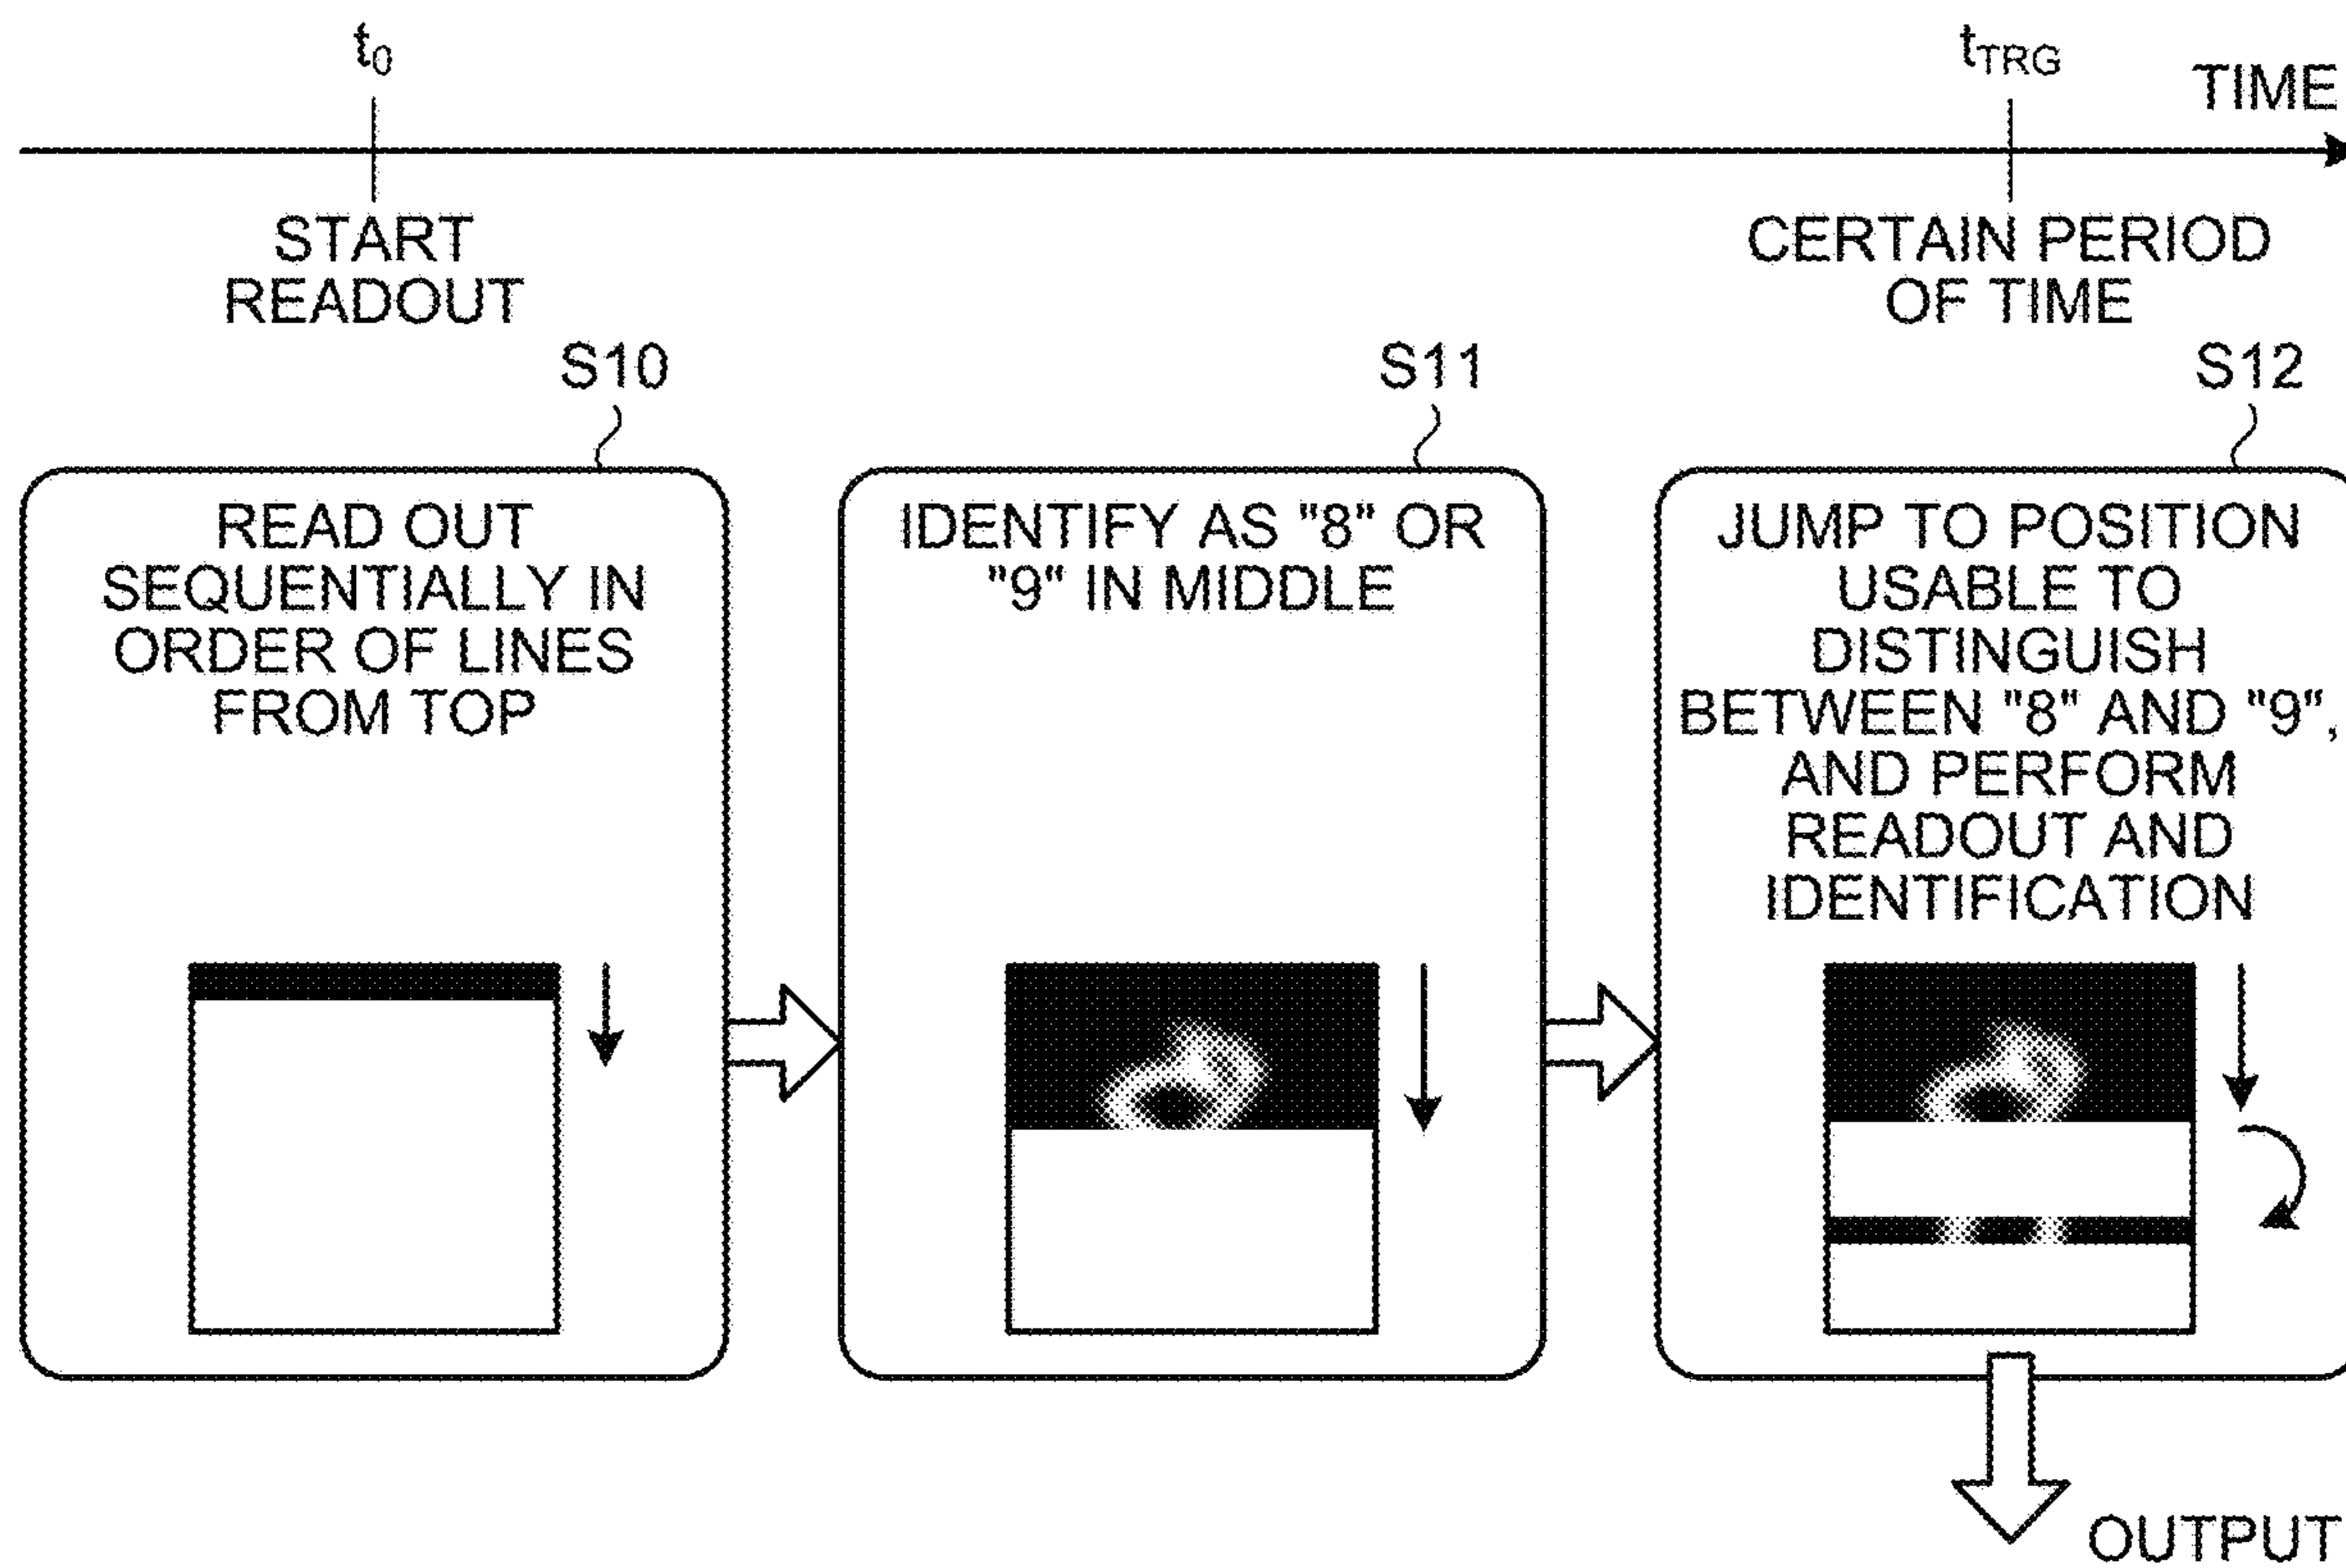 t0
tTRG
TIME
START
READOUT
CERTAIN PERIOD
OF TIME
S10
S11
S12
READ OUT
SEQUENTIALLY IN
ORDER OF LINES
FROM TOP
IDENTIFY AS "8" OR
"9" IN MIDDLE
JUMP TO POSITION
USABLE TO
DISTINGUISH
BETWEEN "8" AND "9",
AND PERFORM
READOUT AND
IDENTIFICATION
OUTPUT